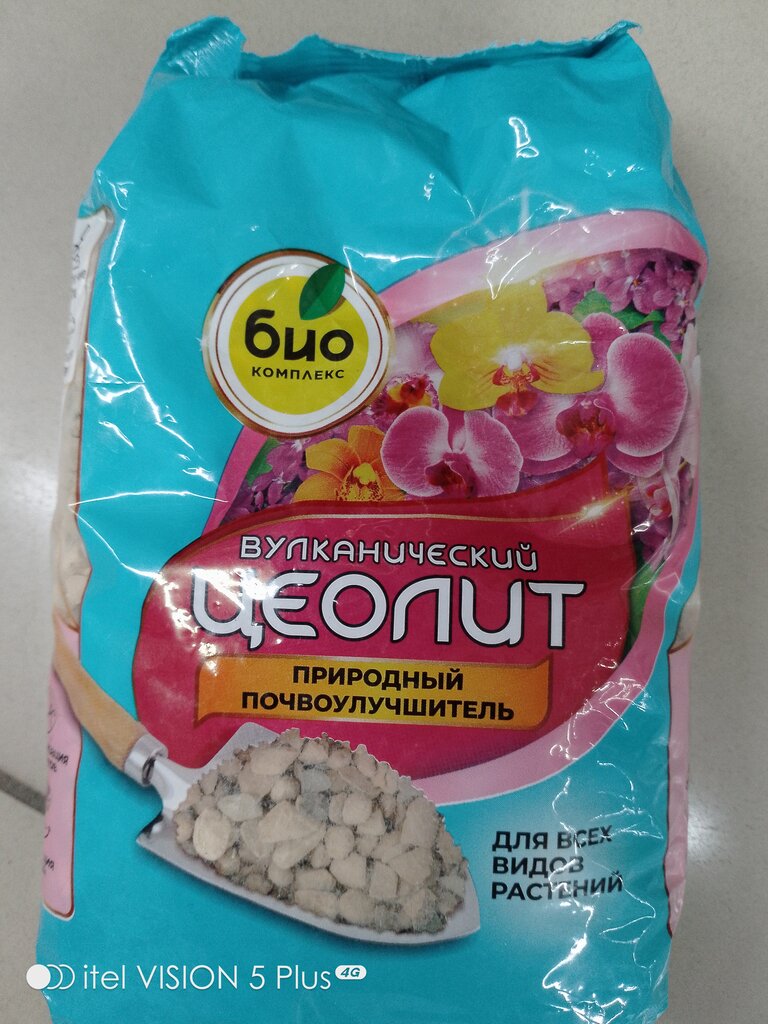 био
КОМПЛЕКС
ВУЛКАНИЧЕСКИЙ
ЦЕОЛИТ
ПРИРОДНЫЙ
ПОЧВОУЛУЧШИТЕЛЬ
ДЛЯ ВСЕХ
ВИДОВ
РАСТЕНИЙ
itel VISION 5 Plus 4G